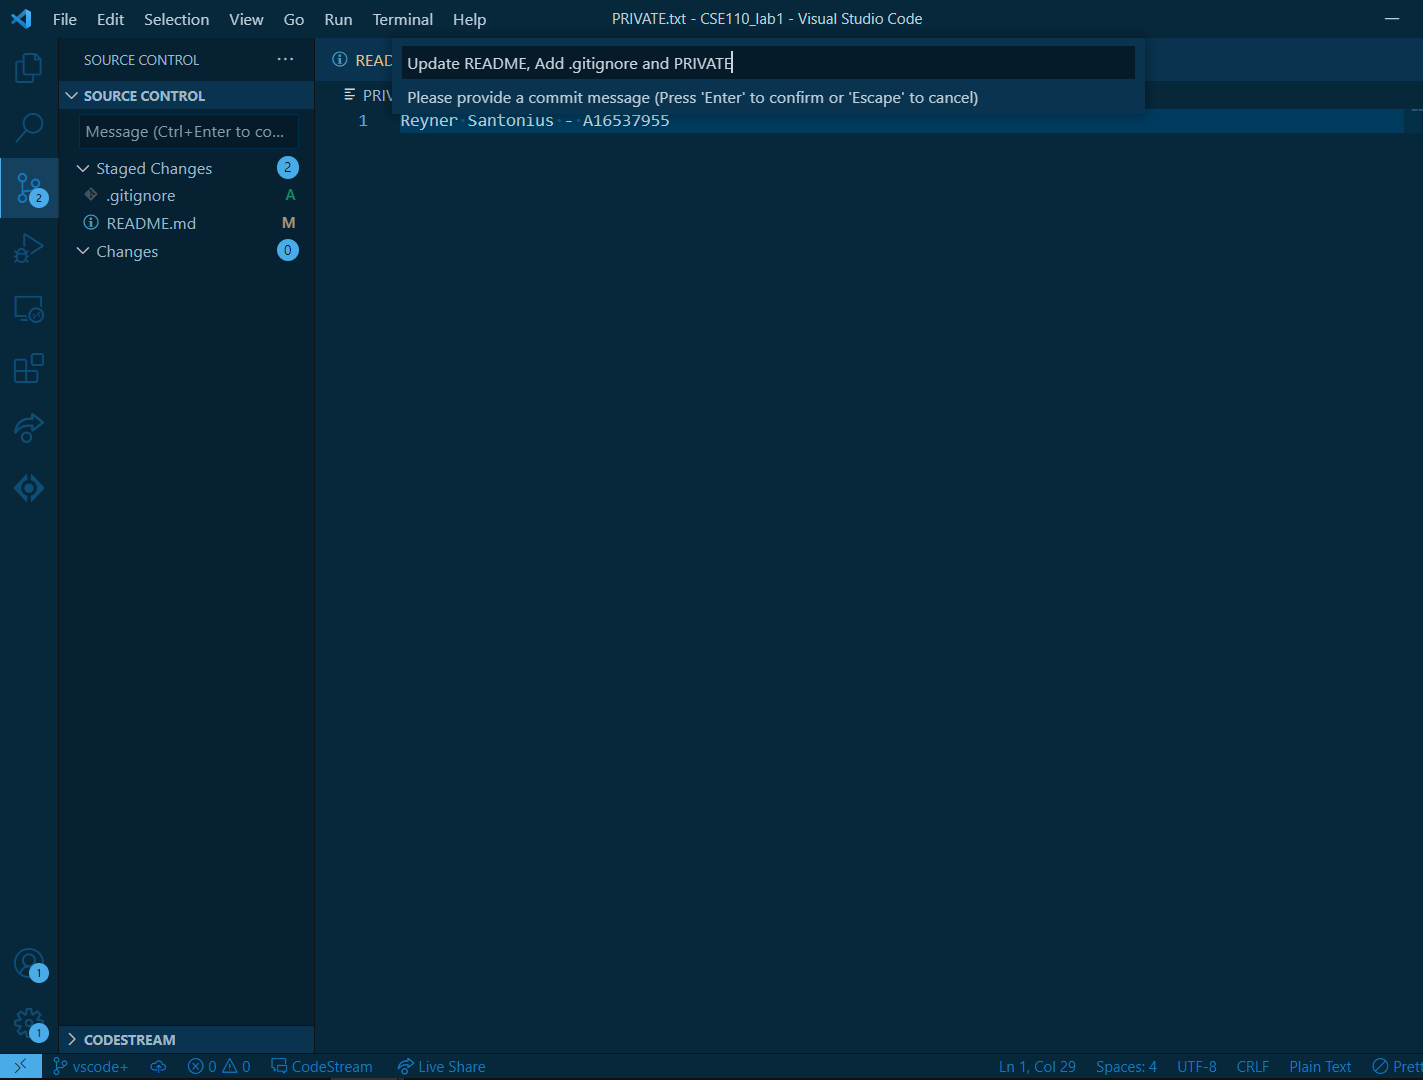 File Edit Selection View Go Run Terminal Help PRIVATE.txt - CSE110_lab1 - Visual Studio Code
SOURCE CONTROL ···
SOURCE CONTROL
Message (Ctrl+Enter to co...
Staged Changes 2
.gitignore A
README.md M
Changes 0
READ
Update README, Add .gitignore and PRIVATE
PRIV
Please provide a commit message (Press 'Enter' to confirm or 'Escape' to cancel)
1 Reyner Santonius - A16537955
2
1
1
CODESTREAM
vscode+ 0 0 CodeStream Live Share Ln 1, Col 29 Spaces: 4 UTF-8 CRLF Plain Text Prett